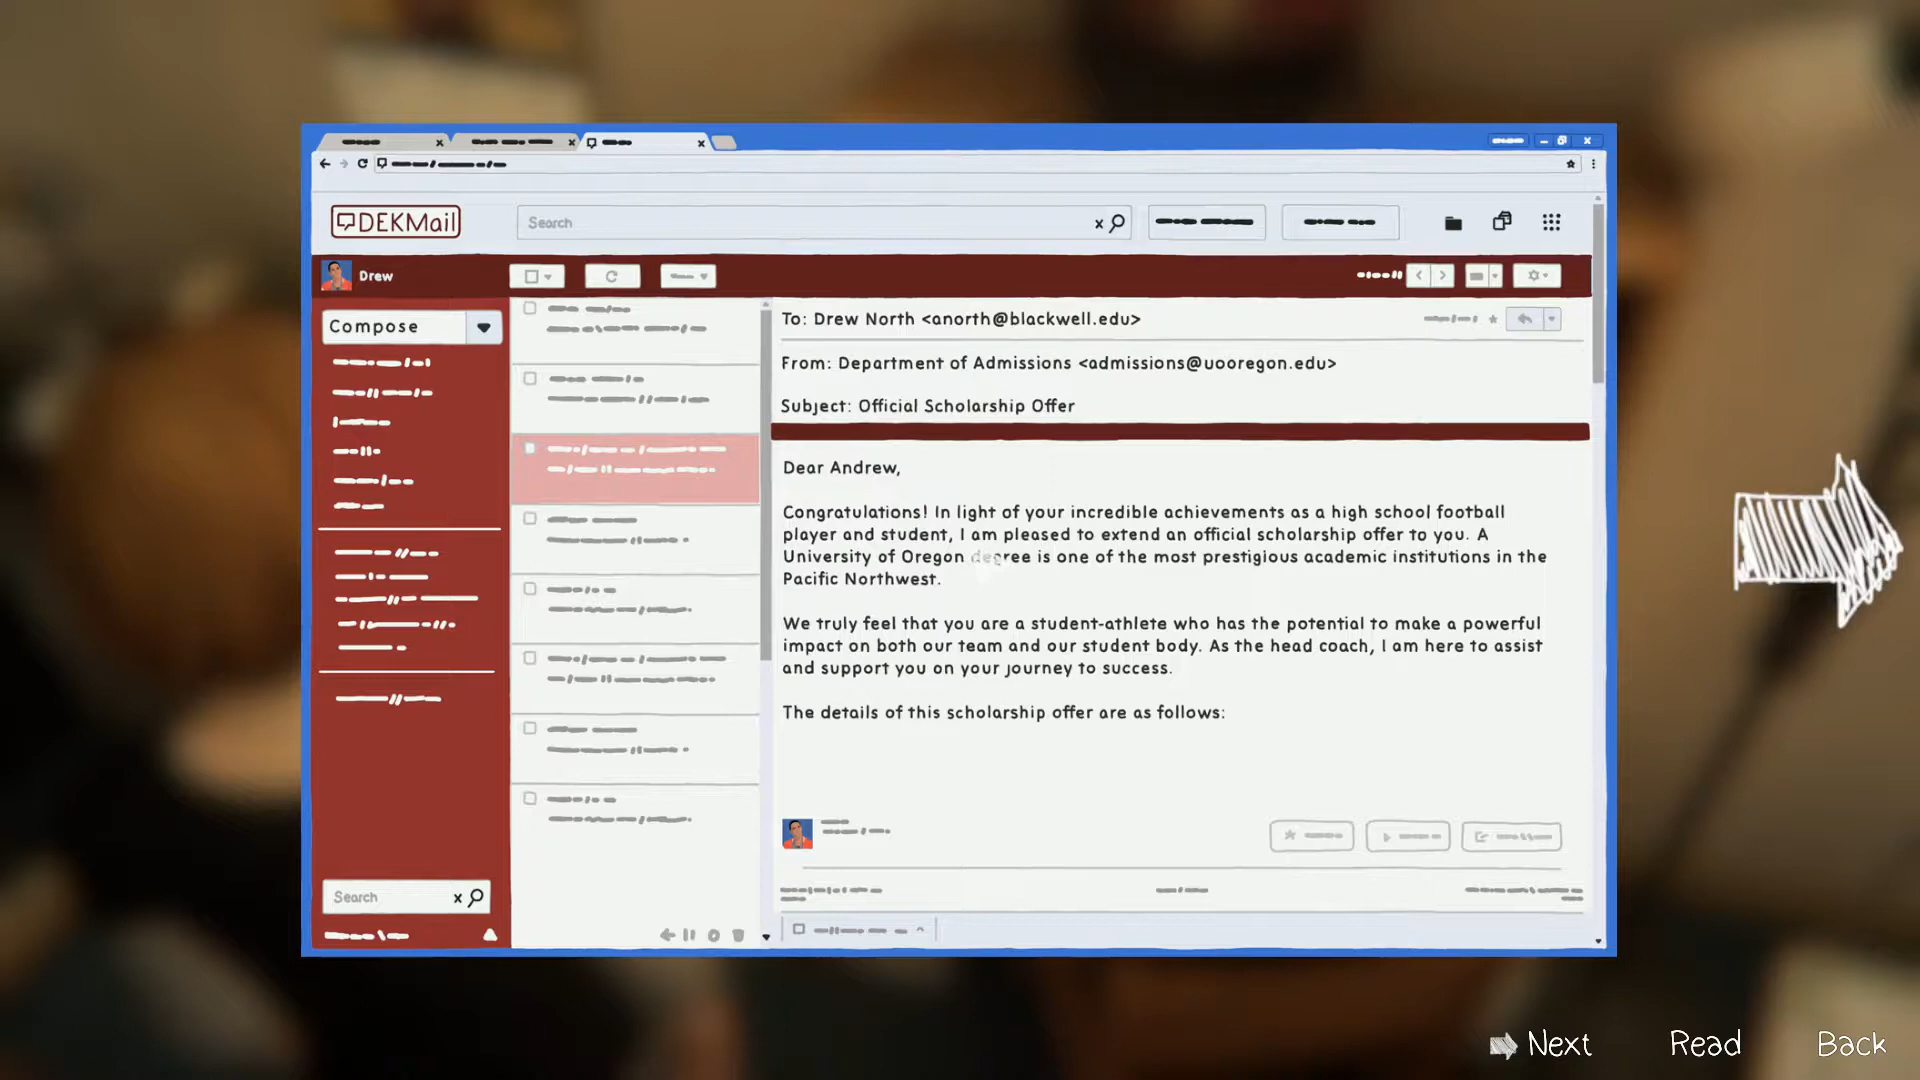 DEKMail
Search
x
Drew
Compose
To: Drew North <anorth@blackwell.edu>
From: Department of Admissions <admissions@uooregon.edu>
Subject: Official Scholarship Offer
Dear Andrew,
Congratulations! In light of your incredible achievements as a high school football
player and student, I am pleased to extend an official scholarship offer to you. A
University of Oregon degree is one of the most prestigious academic institutions in the
Pacific Northwest.
We truly feel that you are a student-athlete who has the potential to make a powerful
impact on both our team and our student body. As the head coach, I am here to assist
and support you on your journey to success.
The details of this scholarship offer are as follows:
Search
x
Next
Read
Back